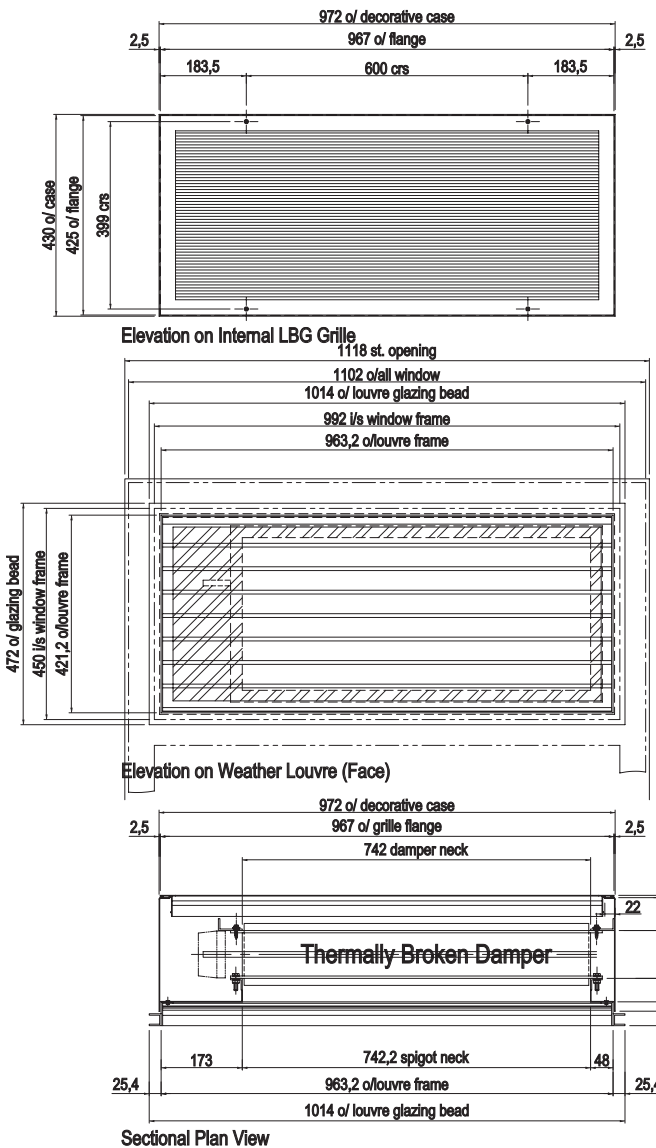 972 o/ decorative case
2,5 967 o/ flange 2,5
183,5 600 crs 183,5
430 o/ case
425 o/ flange
399 crs
Elevation on Internal LBG Grille
1118 st. opening
1102 o/all window
1014 o/ louvre glazing bead
992 i/s window frame
963,2 o/louvre frame
472 o/ glazing bead
450 i/s window frame
421,2 o/louvre frame
Elevation on Weather Louvre (Face)
972 o/ decorative case
2,5 967 o/ grille flange 2,5
742 damper neck
22
Thermally Broken Damper
173 742,2 spigot neck 48
25,4 963,2 o/louvre frame 25,4
1014 o/ louvre glazing bead
Sectional Plan View